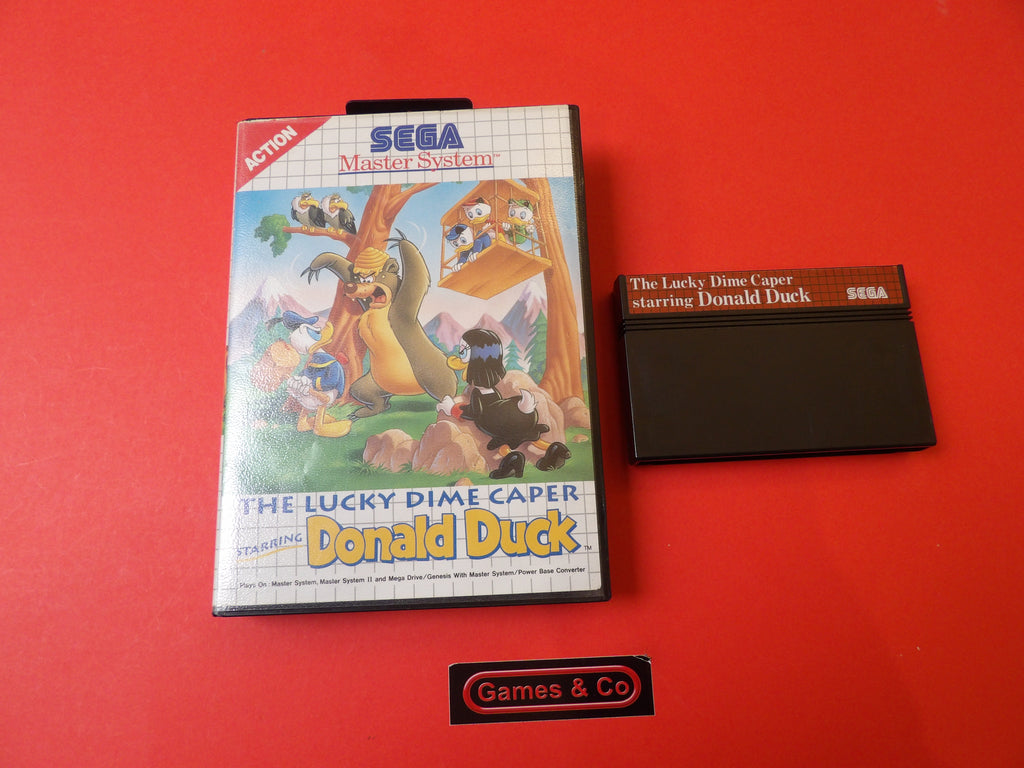 ACTION
SEGA
Master System™
THE LUCKY DIME CAPER
STARRING Donald Duck™
Plays On : Master System, Master System II and Mega Drive/Genesis With Master System/Power Base Converter
The Lucky Dime Caper
starring Donald Duck
SEGA
Games & Co